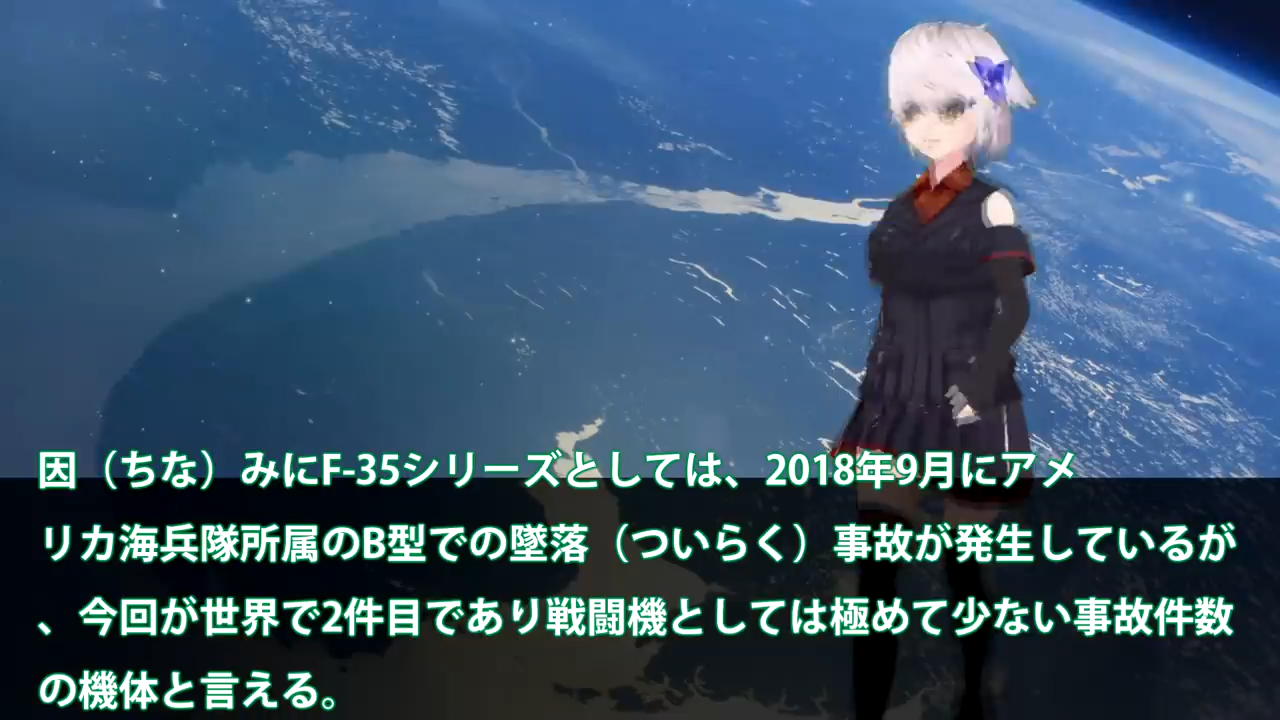 因（ちな）みにF-35シリーズとしては、2018年9月にアメ
リカ海兵隊所属のB型での墜落（ついらく）事故が発生しているが
、今回が世界で2件目であり戦闘機としては極めて少ない事故件数
の機体と言える。